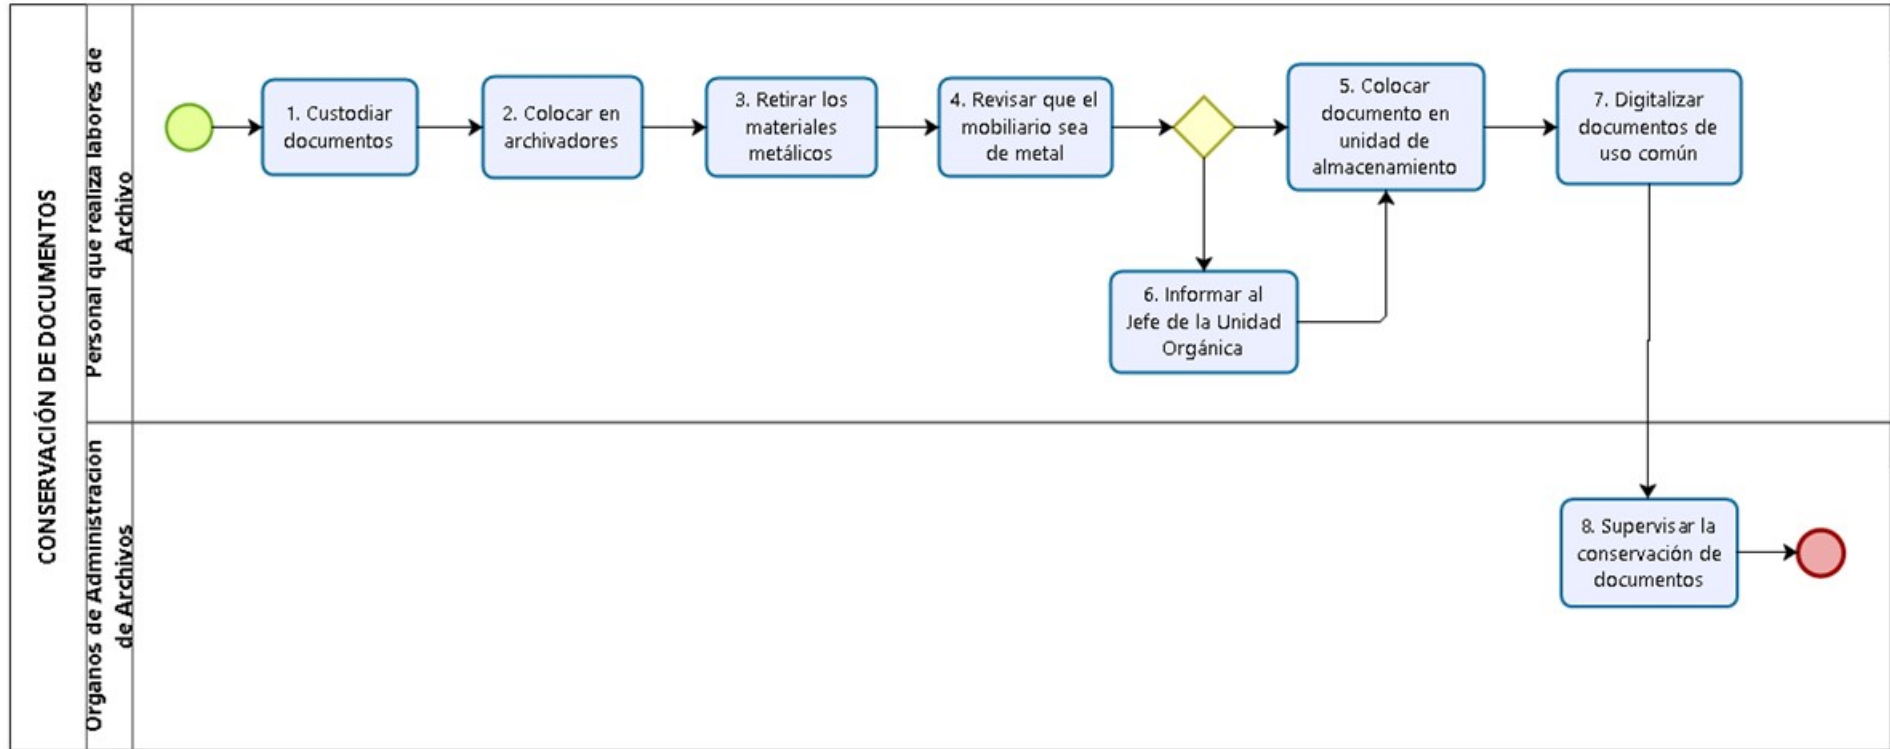 CONSERVACIÓN DE DOCUMENTOS
Personal que realiza labores de
Archivo
1. Custodiar
documentos
2. Colocar en
archivadores
3. Retirar los
materiales
metálicos
4. Revisar que el
mobiliario sea
de metal
5. Colocar
documento en
unidad de
almacenamiento
7. Digitalizar
documentos de
uso común
6. Informar al
Jefe de la Unidad
Orgánica
Organos de Administracion
de Archivos
8. Supervisar la
conservación de
documentos